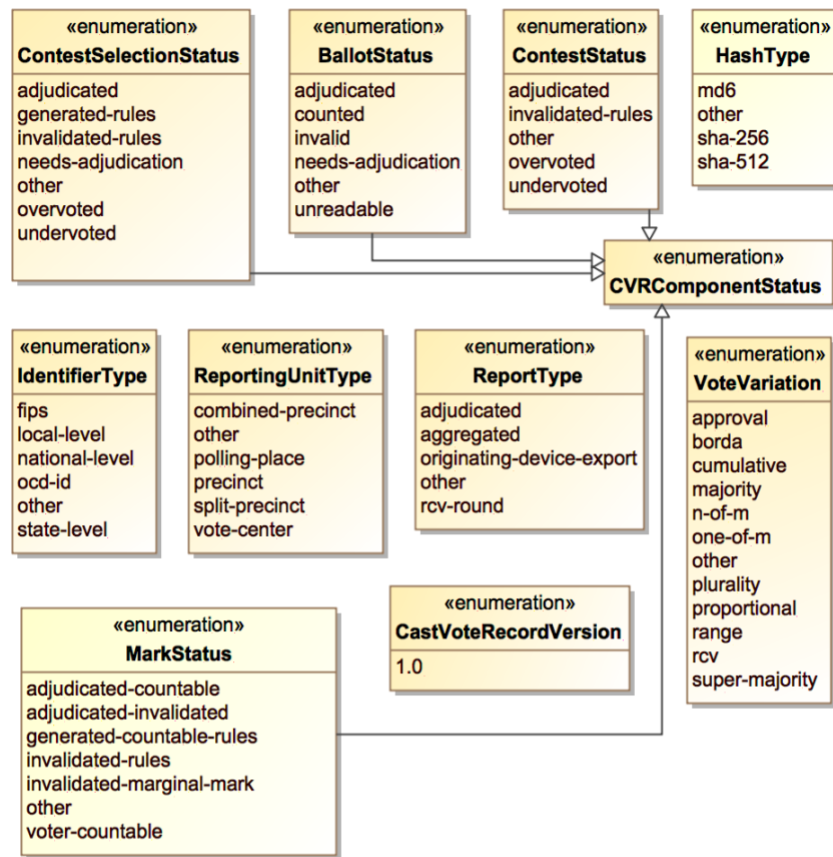 «enumeration»
ContestSelectionStatus
adjudicated
generated-rules
invalidated-rules
needs-adjudication
other
overvoted
undervoted
«enumeration»
BallotStatus
adjudicated
counted
invalid
needs-adjudication
other
unreadable
«enumeration»
ContestStatus
adjudicated
invalidated-rules
other
overvoted
undervoted
«enumeration»
HashType
md6
other
sha-256
sha-512
«enumeration»
CVRComponentStatus
«enumeration»
IdentifierType
fips
local-level
national-level
ocd-id
other
state-level
«enumeration»
ReportingUnitType
combined-precinct
other
polling-place
precinct
split-precinct
vote-center
«enumeration»
ReportType
adjudicated
aggregated
originating-device-export
other
rcv-round
«enumeration»
VoteVariation
approval
borda
cumulative
majority
n-of-m
one-of-m
other
plurality
proportional
range
rcv
super-majority
«enumeration»
MarkStatus
adjudicated-countable
adjudicated-invalidated
generated-countable-rules
invalidated-rules
invalidated-marginal-mark
other
voter-countable
«enumeration»
CastVoteRecordVersion
1.0